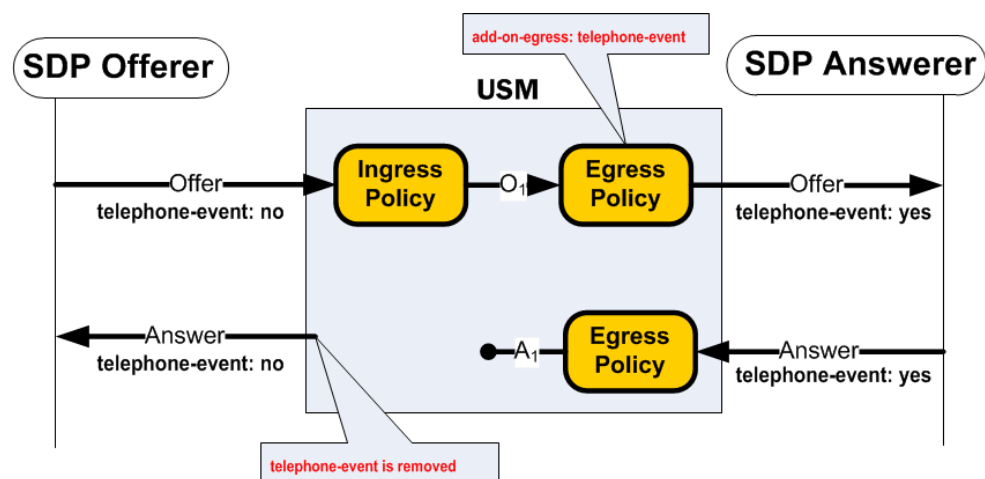 add-on-egress: telephone-event
SDP Offerer
SDP Answerer
USM
Ingress
Policy
Egress
Policy
Offer
O₁
Offer
telephone-event: no
telephone-event: yes
Answer
telephone-event: no
A₁
Egress
Policy
Answer
telephone-event: yes
telephone-event is removed